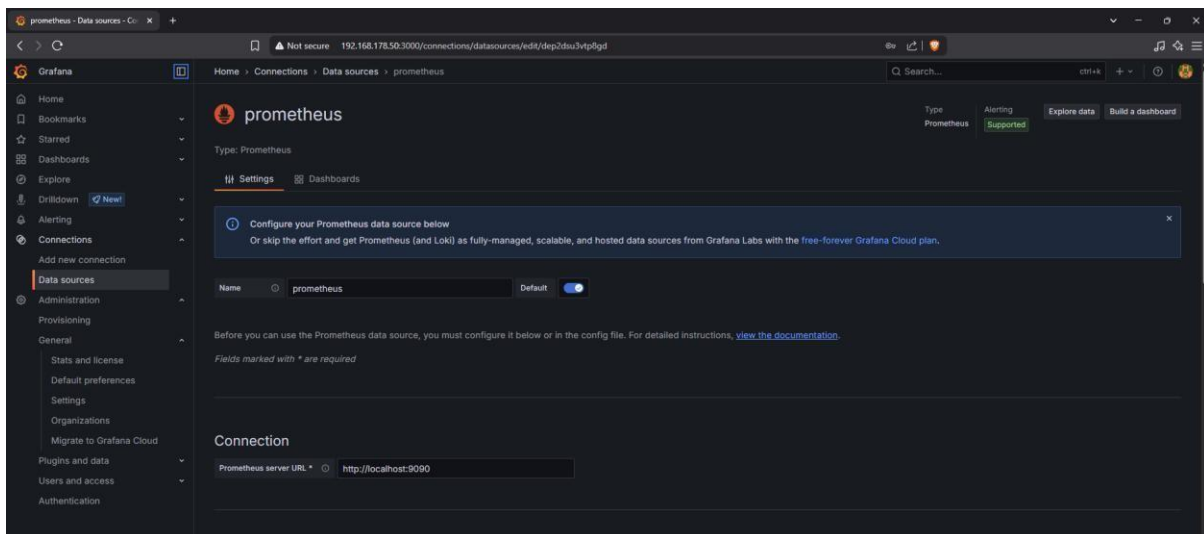 prometheus - Data sources - Co
Not secure 192.168.178.50:3000/connections/datasources/edit/dep2dsu3vtp8gd
Grafana
Home › Connections › Data sources › prometheus
Search...
ctrl+k
Home
Bookmarks
Starred
Dashboards
Explore
Drilldown New!
Alerting
Connections
Add new connection
Data sources
Administration
Provisioning
General
Stats and license
Default preferences
Settings
Organizations
Migrate to Grafana Cloud
Plugins and data
Users and access
Authentication
prometheus
Type
Prometheus
Alerting
Supported
Explore data
Build a dashboard
Type: Prometheus
Settings
Dashboards
Configure your Prometheus data source below
Or skip the effort and get Prometheus (and Loki) as fully-managed, scalable, and hosted data sources from Grafana Labs with the free-forever Grafana Cloud plan.
Name prometheus Default
Before you can use the Prometheus data source, you must configure it below or in the config file. For detailed instructions, view the documentation.
Fields marked with * are required
Connection
Prometheus server URL * http://localhost:9090